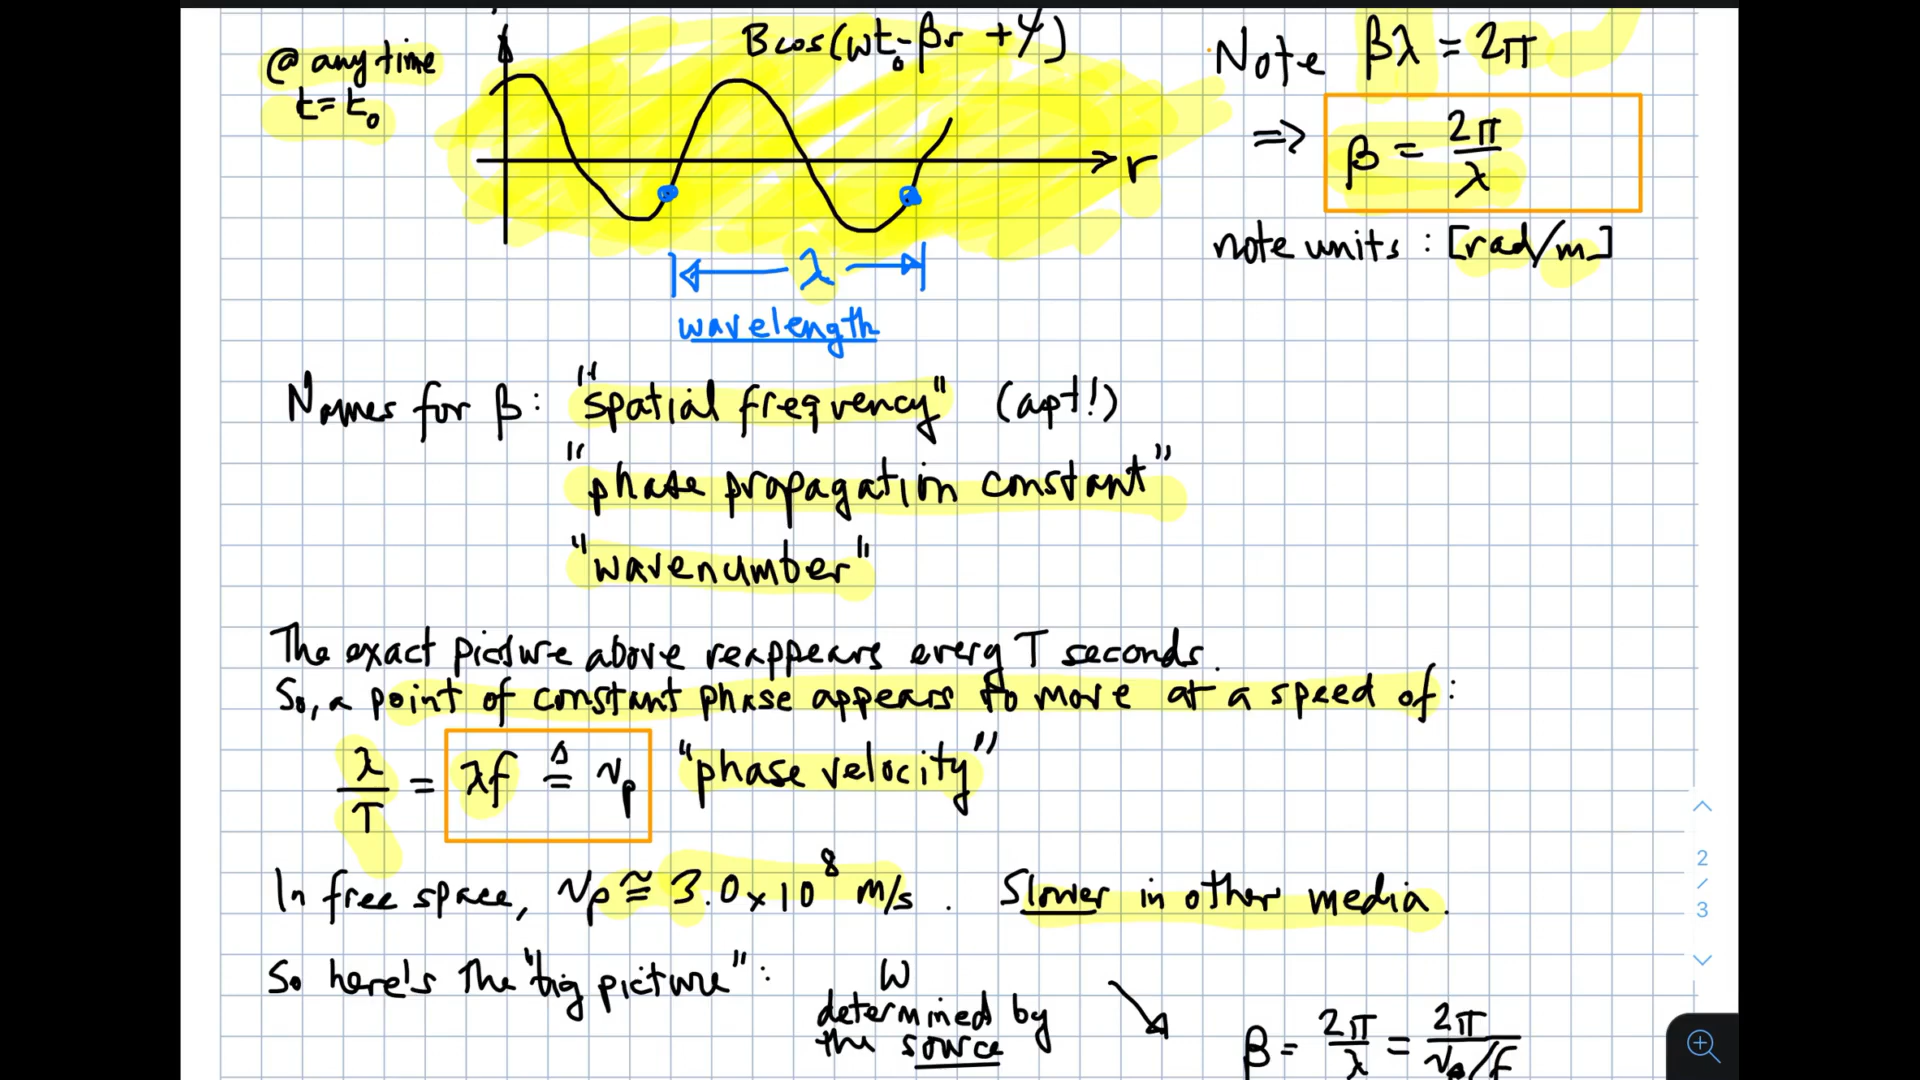 B cos(ωt₀ - βr + ψ)
@ any time
t = t₀
r
λ
wavelength
Note βλ = 2π
=> β = 2π/λ
note units : [rad/m]
Names for β: "spatial frequency" (apt!)
"phase propagation constant"
"wavenumber"
The exact picture above reappears every T seconds.
So, a point of constant phase appears to move at a speed of:
λ/T = λf ≜ vp "phase velocity"
In free space, vp ≅ 3.0 x 10⁸ m/s . Slower in other media.
So here's the "big picture":
ω
determined by
the source
β = 2π/λ = 2π/(vp/f)
2
/
3